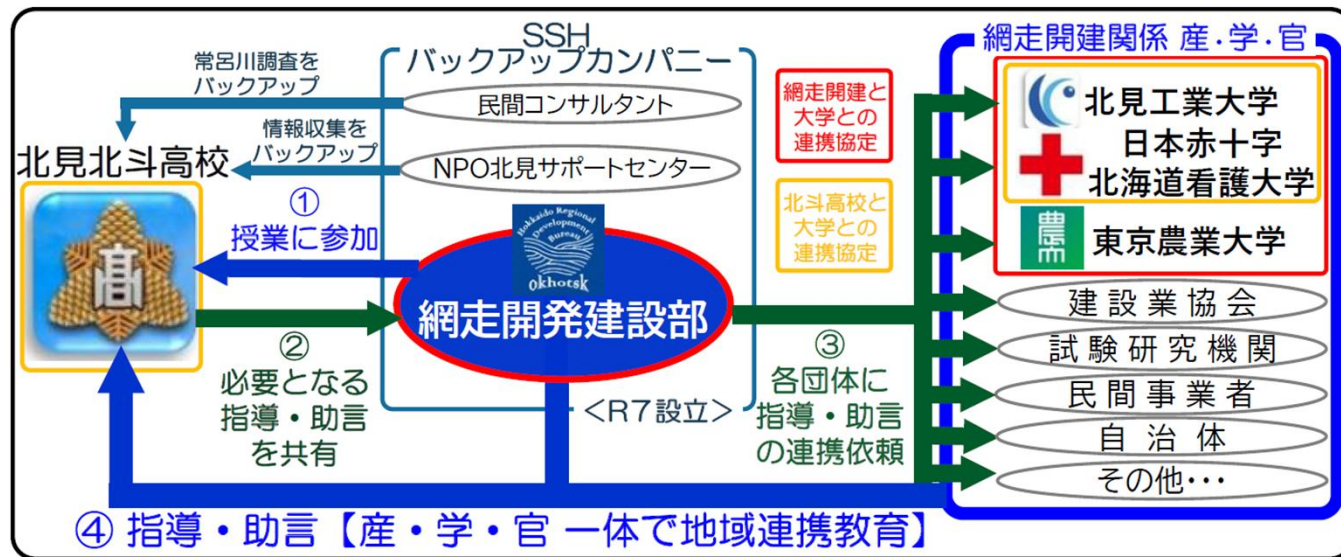 SSH
バックアップカンパニー
常呂川調査を
バックアップ
民間コンサルタント
情報収集を
バックアップ
NPO北見サポートセンター
北見北斗高校
高
①
授業に参加
Hokkaido Regional
Development
Bureau
Okhotsk
網走開発建設部
②
必要となる
指導・助言
を共有
＜R7設立＞
網走開建と
大学との
連携協定
北斗高校と
大学との
連携協定
③
各団体に
指導・助言
の連携依頼
網走開建関係 産・学・官
北見工業大学
日本赤十字
北海道看護大学
農大
東京農業大学
建設業協会
試験研究機関
民間事業者
自治体
その他・・・
④ 指導・助言【産・学・官 一体で地域連携教育】